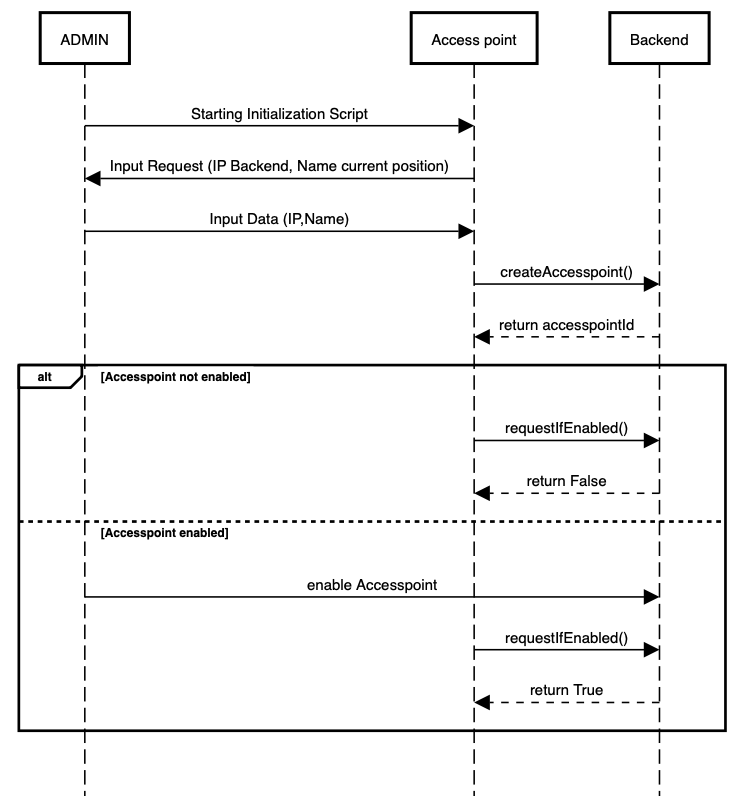 ADMIN
Access point
Backend
Starting Initialization Script
Input Request (IP Backend, Name current position)
Input Data (IP,Name)
createAccesspoint()
return accesspointId
alt
[Accesspoint not enabled]
requestIfEnabled()
return False
[Accesspoint enabled]
enable Accesspoint
requestIfEnabled()
return True